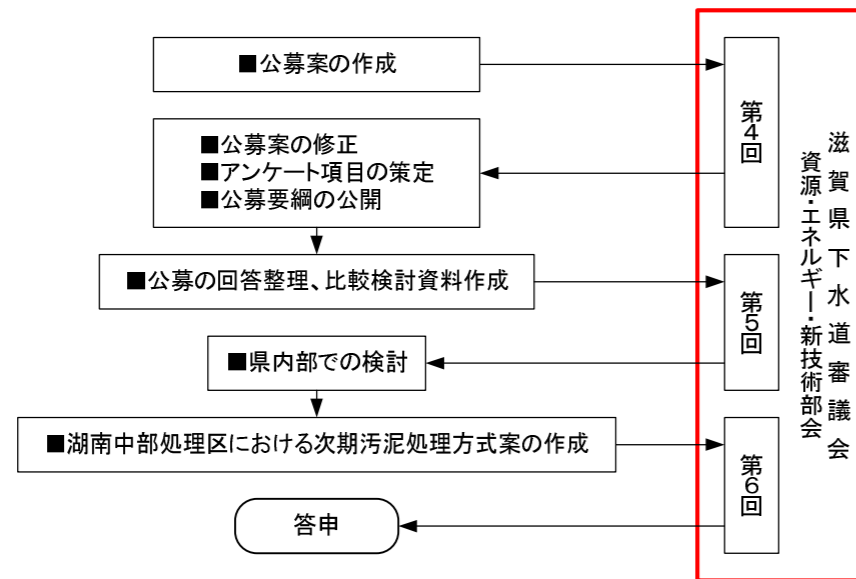 ■公募案の作成
■公募案の修正
■アンケート項目の策定
■公募要綱の公開
■公募の回答整理、比較検討資料作成
■県内部での検討
■湖南中部処理区における次期汚泥処理方式案の作成
答申
第4回
第5回
第6回
滋賀県下水道審議会
資源・エネルギー・新技術部会